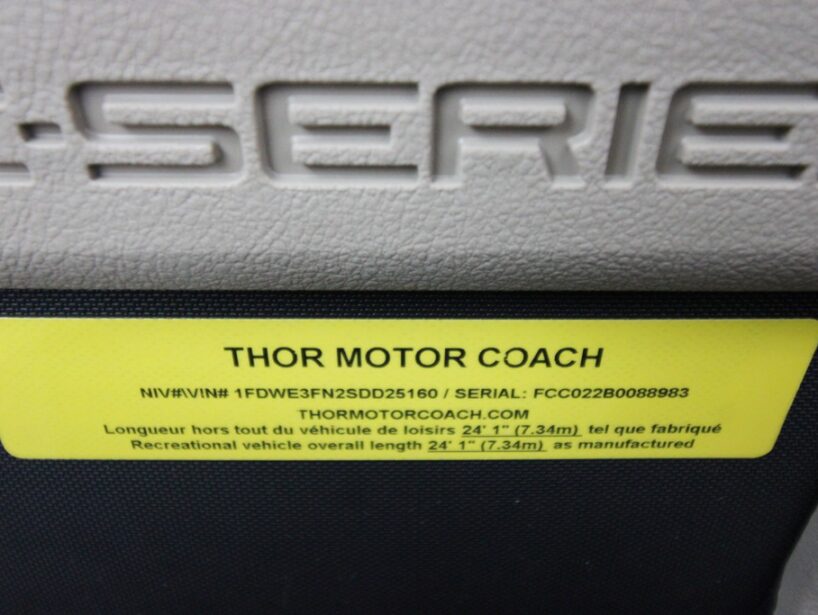 -SERIE
THOR MOTOR COACH
NIV#\VIN# 1FDWE3FN2SDD25160 / SERIAL: FCC022B0088983
THORMOTORCOACH.COM
Longueur hors tout du véhicule de loisirs 24' 1" (7.34m) tel que fabriqué
Recreational vehicle overall length 24' 1" (7.34m) as manufactured